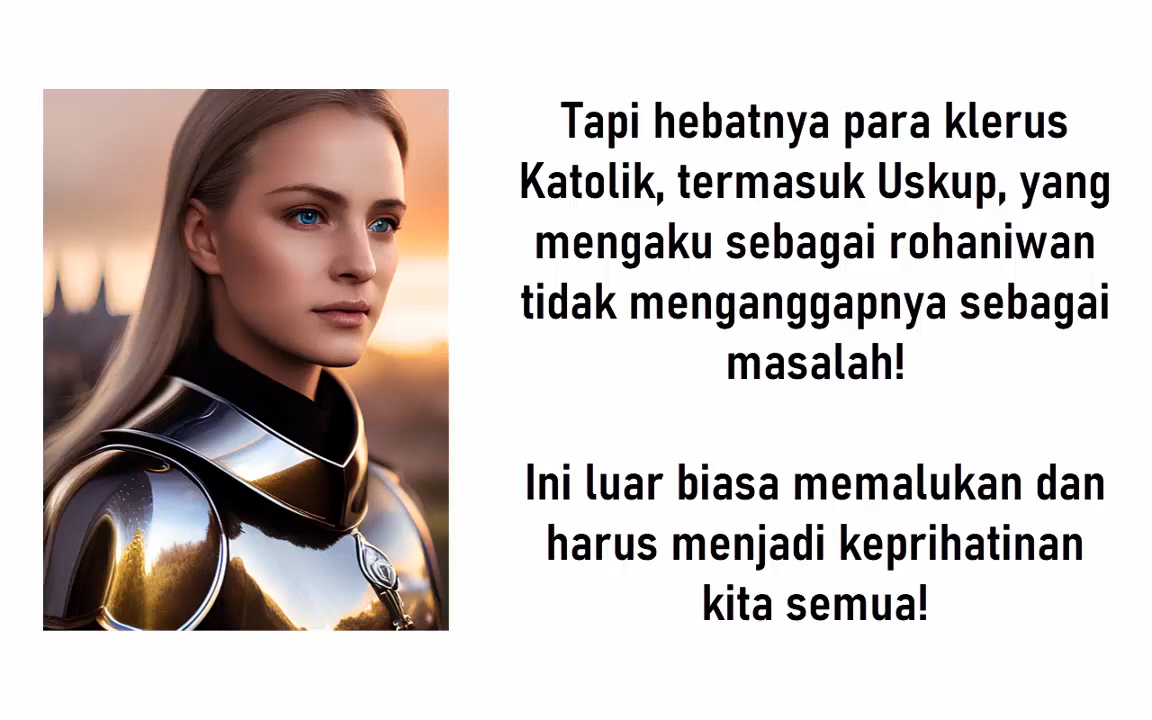 Tapi hebatnya para klerus
Katolik, termasuk Uskup, yang
mengaku sebagai rohaniwan
tidak menganggapnya sebagai
masalah!
Ini luar biasa memalukan dan
harus menjadi keprihatinan
kita semua!